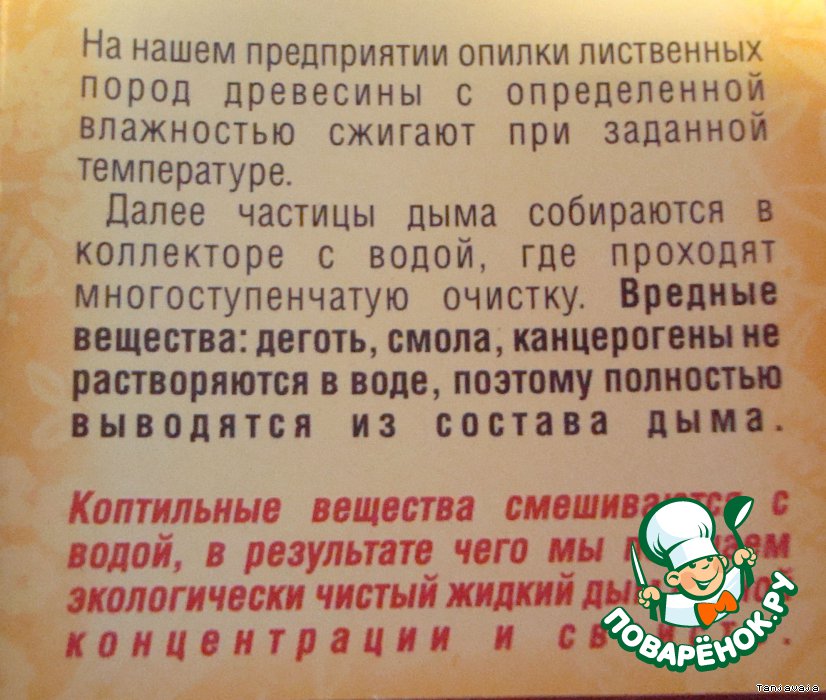 На нашем предприятии опилки лиственных
пород древесины с определенной
влажностью сжигают при заданной
температуре.
Далее частицы дыма собираются в
коллекторе с водой, где проходят
многоступенчатую очистку. Вредные
вещества: деготь, смола, канцерогены не
растворяются в воде, поэтому полностью
выводятся из состава дыма.
Коптильные вещества смешиваются с
водой, в результате чего мы
экологически чистый жидкий
концентрации и
ПОВАРЁНОК.РУ
Taniavaia